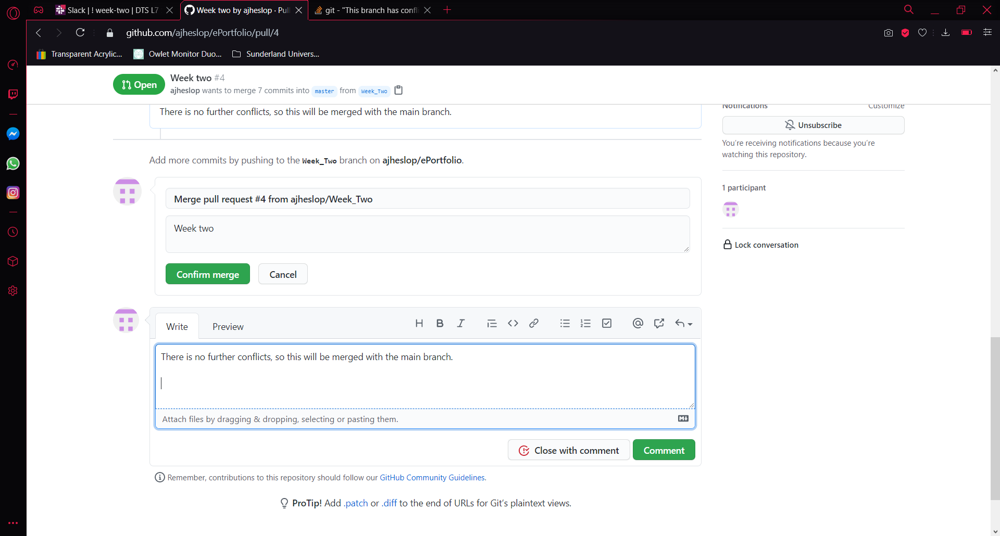 Slack | ! week-two | DTS L7
Week two by ajheslop · Pull
git - "This branch has confli
github.com/ajheslop/ePortfolio/pull/4
Transparent Acrylic...
Owlet Monitor Duo...
Sunderland Univers...
Open
Week two #4
ajheslop wants to merge 7 commits into master from Week_Two
There is no further conflicts, so this will be merged with the main branch.
Notifications
Customize
Unsubscribe
You're receiving notifications because you're
watching this repository.
Add more commits by pushing to the Week_Two branch on ajheslop/ePortfolio.
1 participant
Merge pull request #4 from ajheslop/Week_Two
Week two
Lock conversation
Confirm merge
Cancel
Write
Preview
There is no further conflicts, so this will be merged with the main branch.
Attach files by dragging & dropping, selecting or pasting them.
Close with comment
Comment
Remember, contributions to this repository should follow our GitHub Community Guidelines.
ProTip! Add .patch or .diff to the end of URLs for Git's plaintext views.